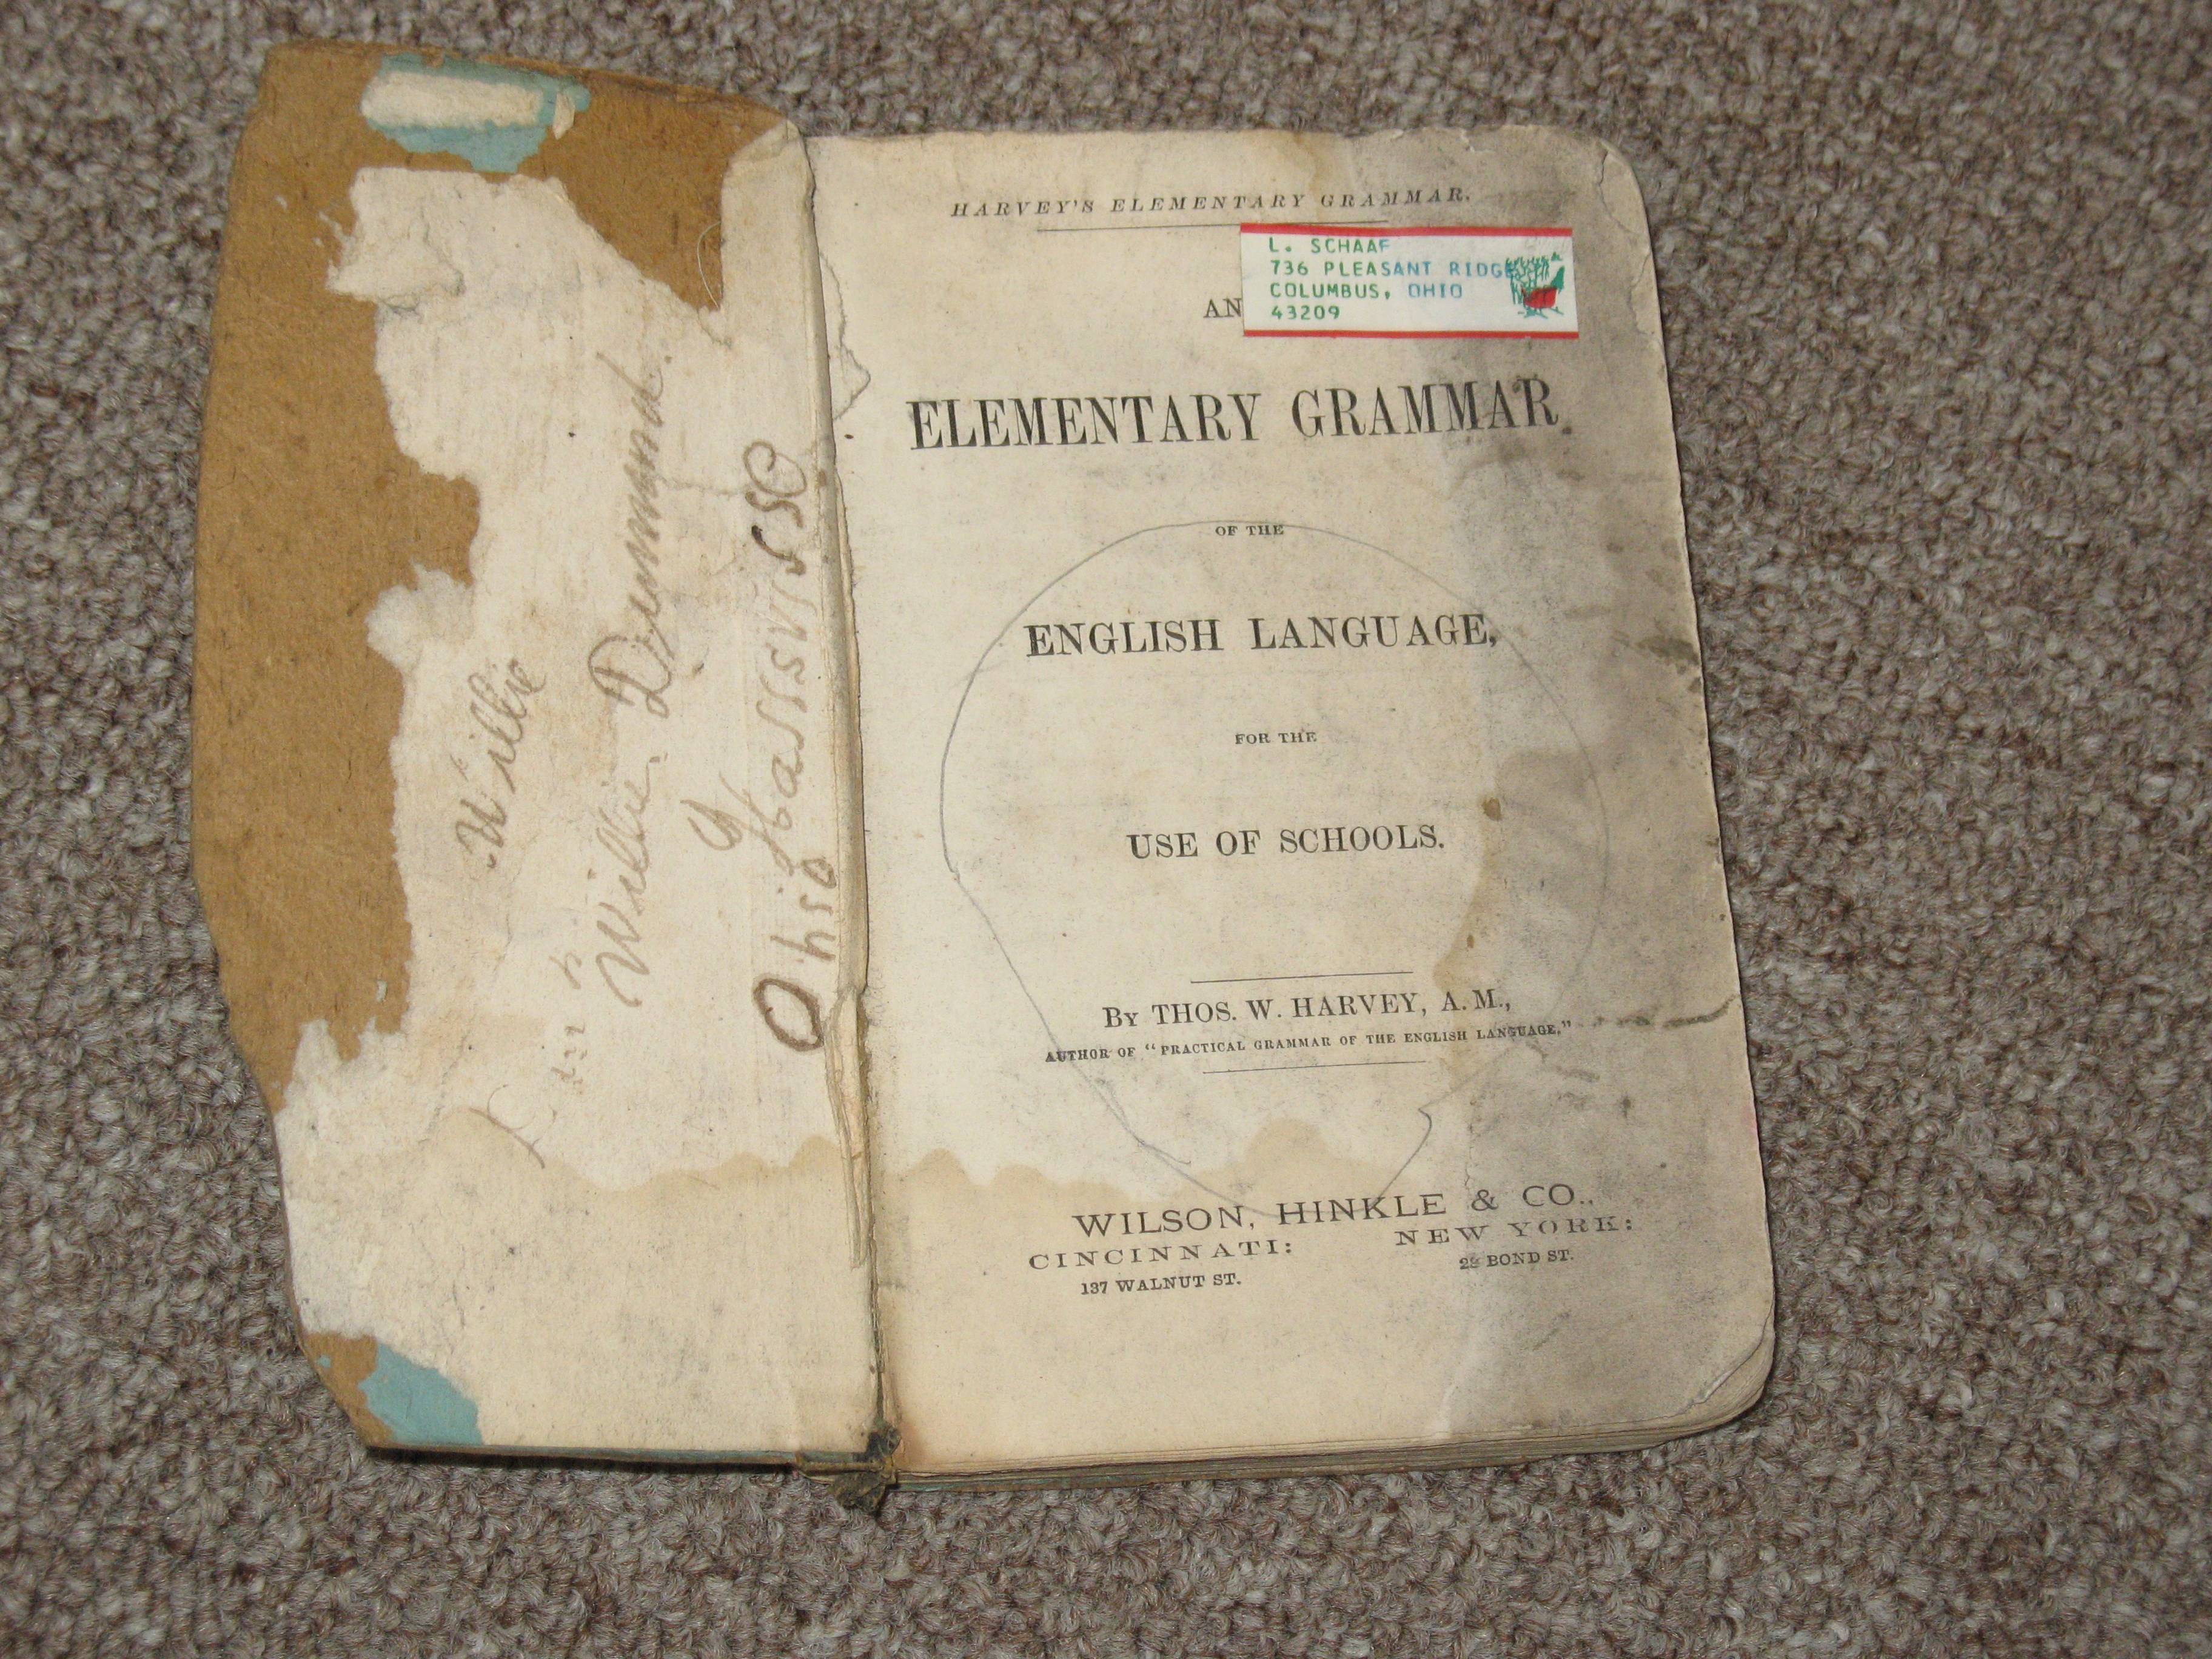 Willie
Willie Drummond.
Ohio
HARVEY'S ELEMENTARY GRAMMAR.
L. SCHAAF
736 PLEASANT RIDGE
COLUMBUS, OHIO
43209
AN
ELEMENTARY GRAMMAR
OF THE
ENGLISH LANGUAGE,
FOR THE
USE OF SCHOOLS.
BY THOS. W. HARVEY, A. M.,
AUTHOR OF "PRACTICAL GRAMMAR OF THE ENGLISH LANGUAGE,"
WILSON, HINKLE & CO.,
CINCINNATI: NEW YORK:
137 WALNUT ST. 28 BOND ST.